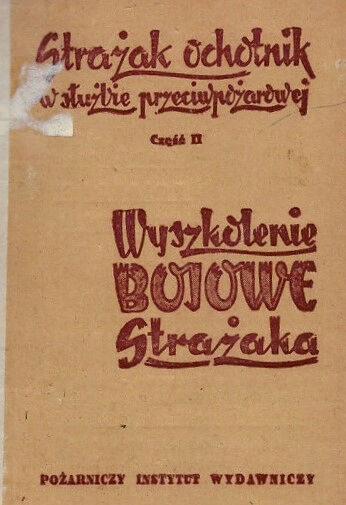 Strażak ochotnik
w służbie przeciwpożarowej
Część II
Wyszkolenie
BOJOWE
Strażaka
POŻARNICZY INSTYTUT WYDAWNICZY